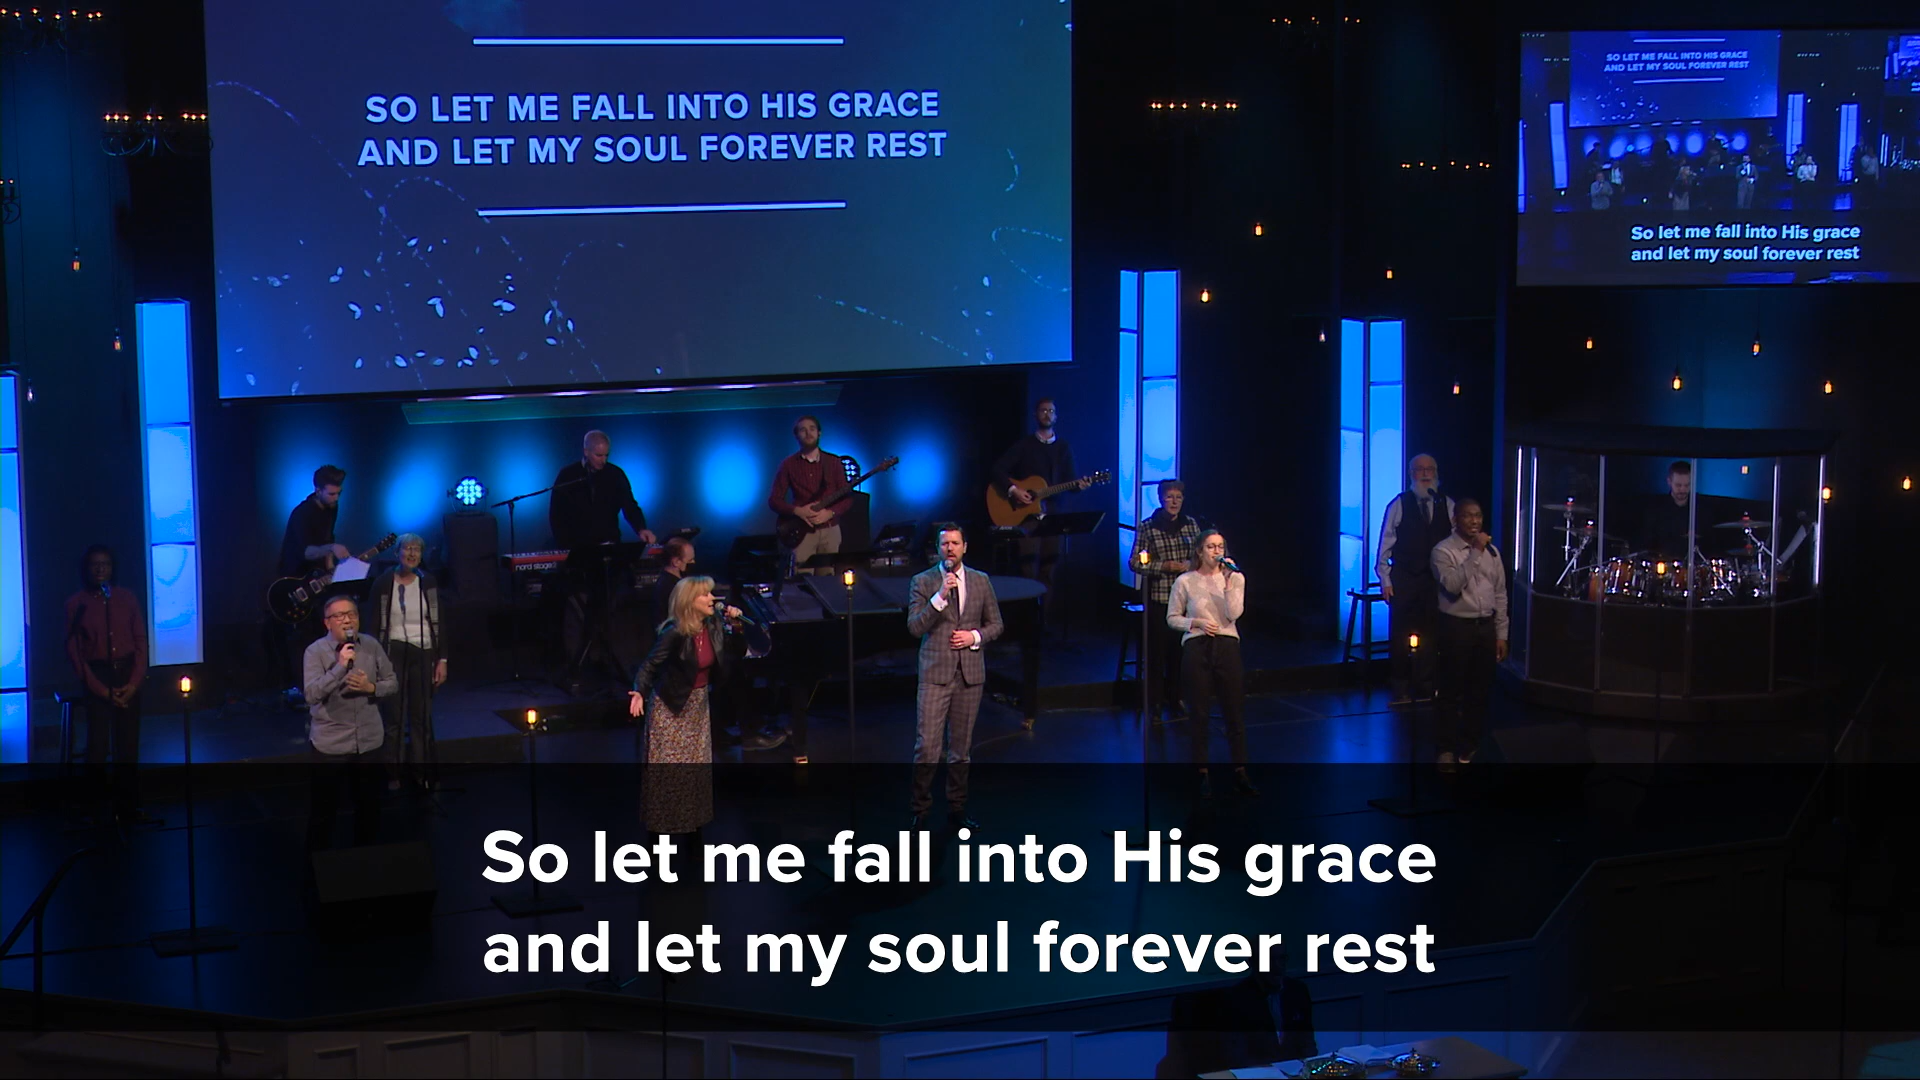 SO LET ME FALL INTO HIS GRACE
AND LET MY SOUL FOREVER REST
SO LET ME FALL INTO HIS GRACE
AND LET MY SOUL FOREVER REST
So let me fall into His grace
and let my soul forever rest
nord stage
So let me fall into His grace
and let my soul forever rest